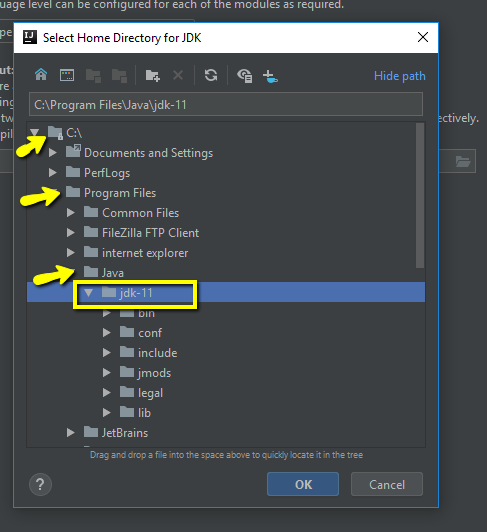 uage level can be configured for each of the modules as required.
IJ Select Home Directory for JDK
Hide path
C:\Program Files\Java\jdk-11
C:\
Documents and Settings
PerfLogs
Program Files
Common Files
FileZilla FTP Client
internet explorer
Java
jdk-11
bin
conf
include
jmods
legal
lib
JetBrains
Drag and drop a file into the space above to quickly locate it in the tree
? OK Cancel
pe
ut:
re
ing
tw
pil
ectively.